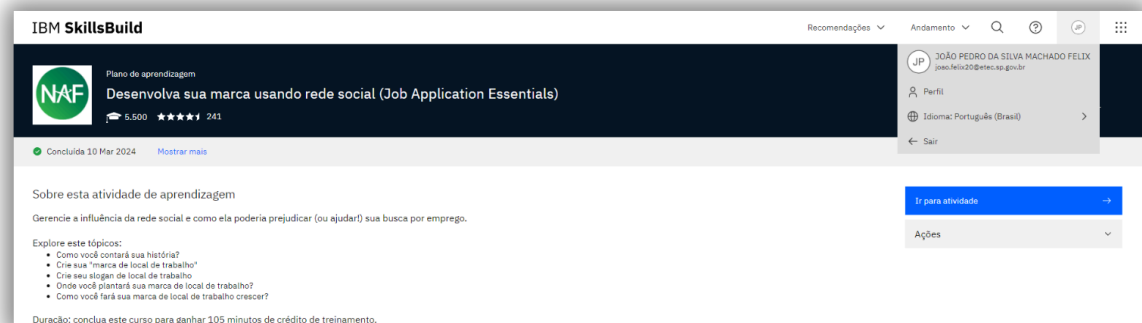 IBM SkillsBuild
Recomendações
Andamento
JP
NAF
Plano de aprendizagem
Desenvolva sua marca usando rede social (Job Application Essentials)
5.500
241
JP
JOÃO PEDRO DA SILVA MACHADO FELIX
joao.felix20@etec.sp.gov.br
Perfil
Idioma: Português (Brasil)
Sair
Concluída 10 Mar 2024 Mostrar mais
Sobre esta atividade de aprendizagem
Gerencie a influência da rede social e como ela poderia prejudicar (ou ajudar!) sua busca por emprego.
Explore este tópicos:
Como você contará sua história?
Crie sua "marca de local de trabalho"
Crie seu slogan de local de trabalho
Onde você plantará sua marca de local de trabalho?
Como você fará sua marca de local de trabalho crescer?
Duração: conclua este curso para ganhar 105 minutos de crédito de treinamento.
Ir para atividade
Ações